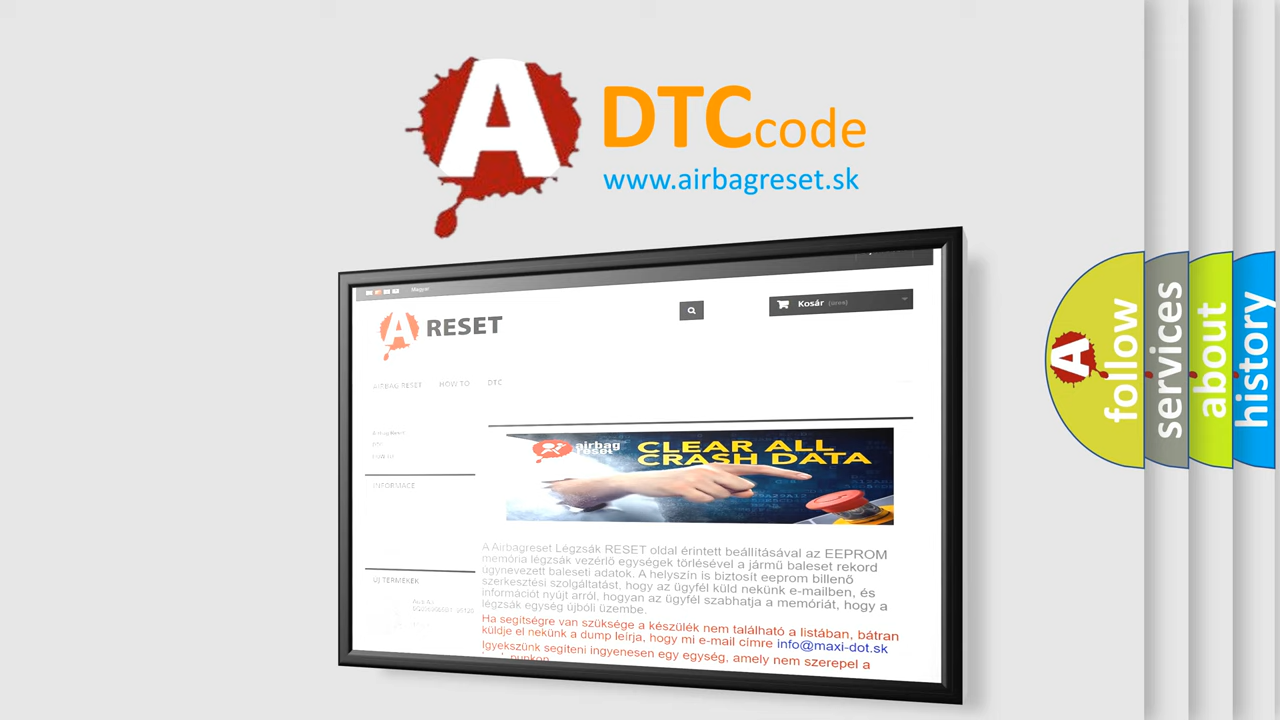 A DTCcode
www.airbagreset.sk
Magyar
A RESET
Kosár (üres)
AIRBAG RESET HOW TO DTC
INFORMACE
ÚJ TERMÉKEK
airbag
reset
CLEAR ALL
CRASH DATA
A Airbagreset Légzsák RESET oldal érintett beállításával az EEPROM
memória légzsák vezérlő egységek törlésével a jármű baleset rekord
úgynevezett baleseti adatok. A helyszín is biztosít eeprom billenő
szerkesztési szolgáltatást, hogy az ügyfél küld nekünk e-mailben, és
információt nyújt arról, hogyan az ügyfél szabhatja a memóriát, hogy a
légzsák egység újbóli üzembe.
Ha segítségre van szüksége a készülék nem található a listában, bátran
küldje el nekünk a dump leírja, hogy mi e-mail címre info@maxi-dot.sk
Igyekszünk segíteni ingyenesen egy egység, amely nem szerepel a
A follow
services
about
history